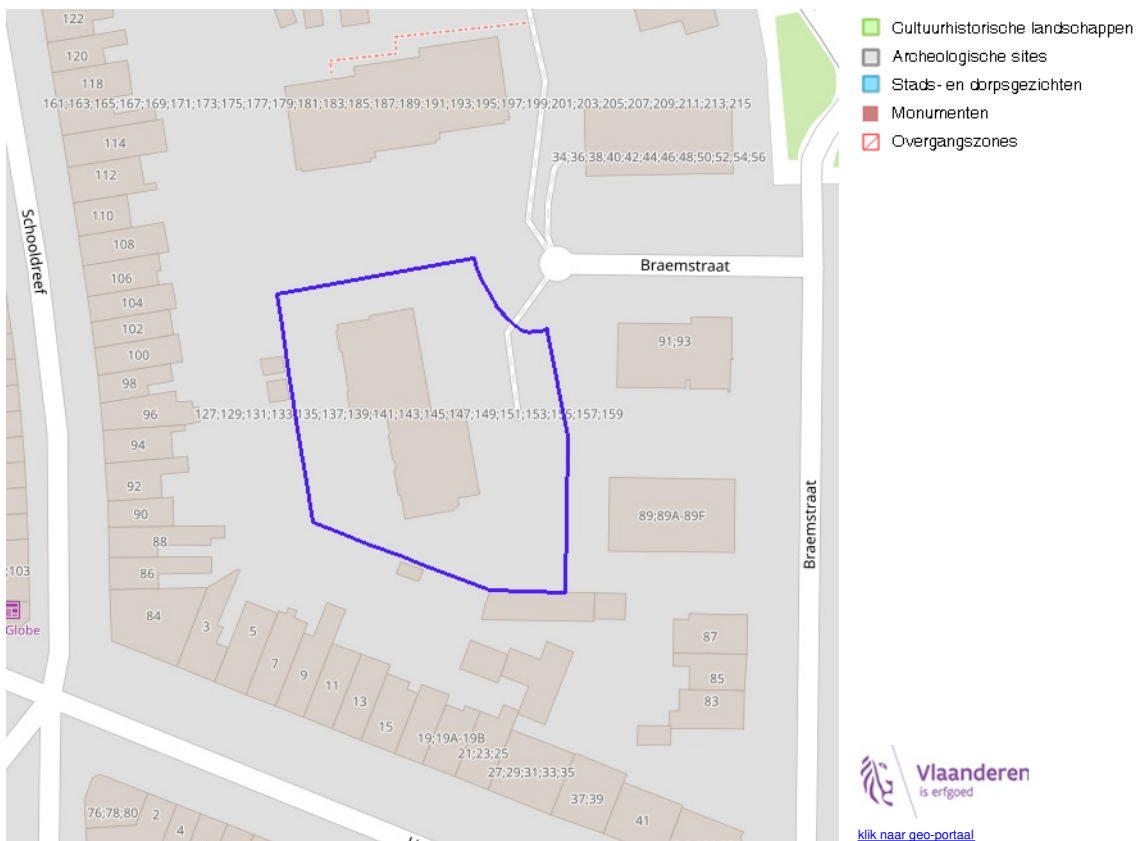 122
120
118
161;163;165;167;169;171;173;175;177;179;181;183;185;187;189;191;193;195;197;199;201;203;205;207;209;211;213;215
114
34;36;38;40;42;44;46;48;50;52;54;56
112
110
Schooldreef
108
Braemstraat
106
104
102
100
91;93
98
96
127;129;131;133;135;137;139;141;143;145;147;149;151;153;155;157;159
94
92
90
89;89A-89F
Braemstraat
88
86
;103
84
Globe
3
5
7
9
11
13
15
19;19A-19B
21;23;25
27;29;31;33;35
37;39
41
87
85
83
76;78;80
2
4
Cultuurhistorische landschappen
Archeologische sites
Stads- en dorpsgezichten
Monumenten
Overgangszones
Vlaanderen
is erfgoed
klik naar geo-portaal